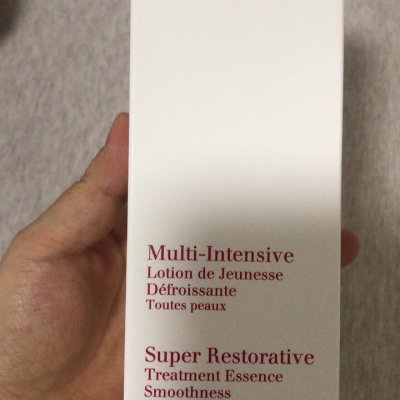 Multi-Intensive
Lotion de Jeunesse
Défroissante
Toutes peaux
Super Restorative
Treatment Essence
Smoothness